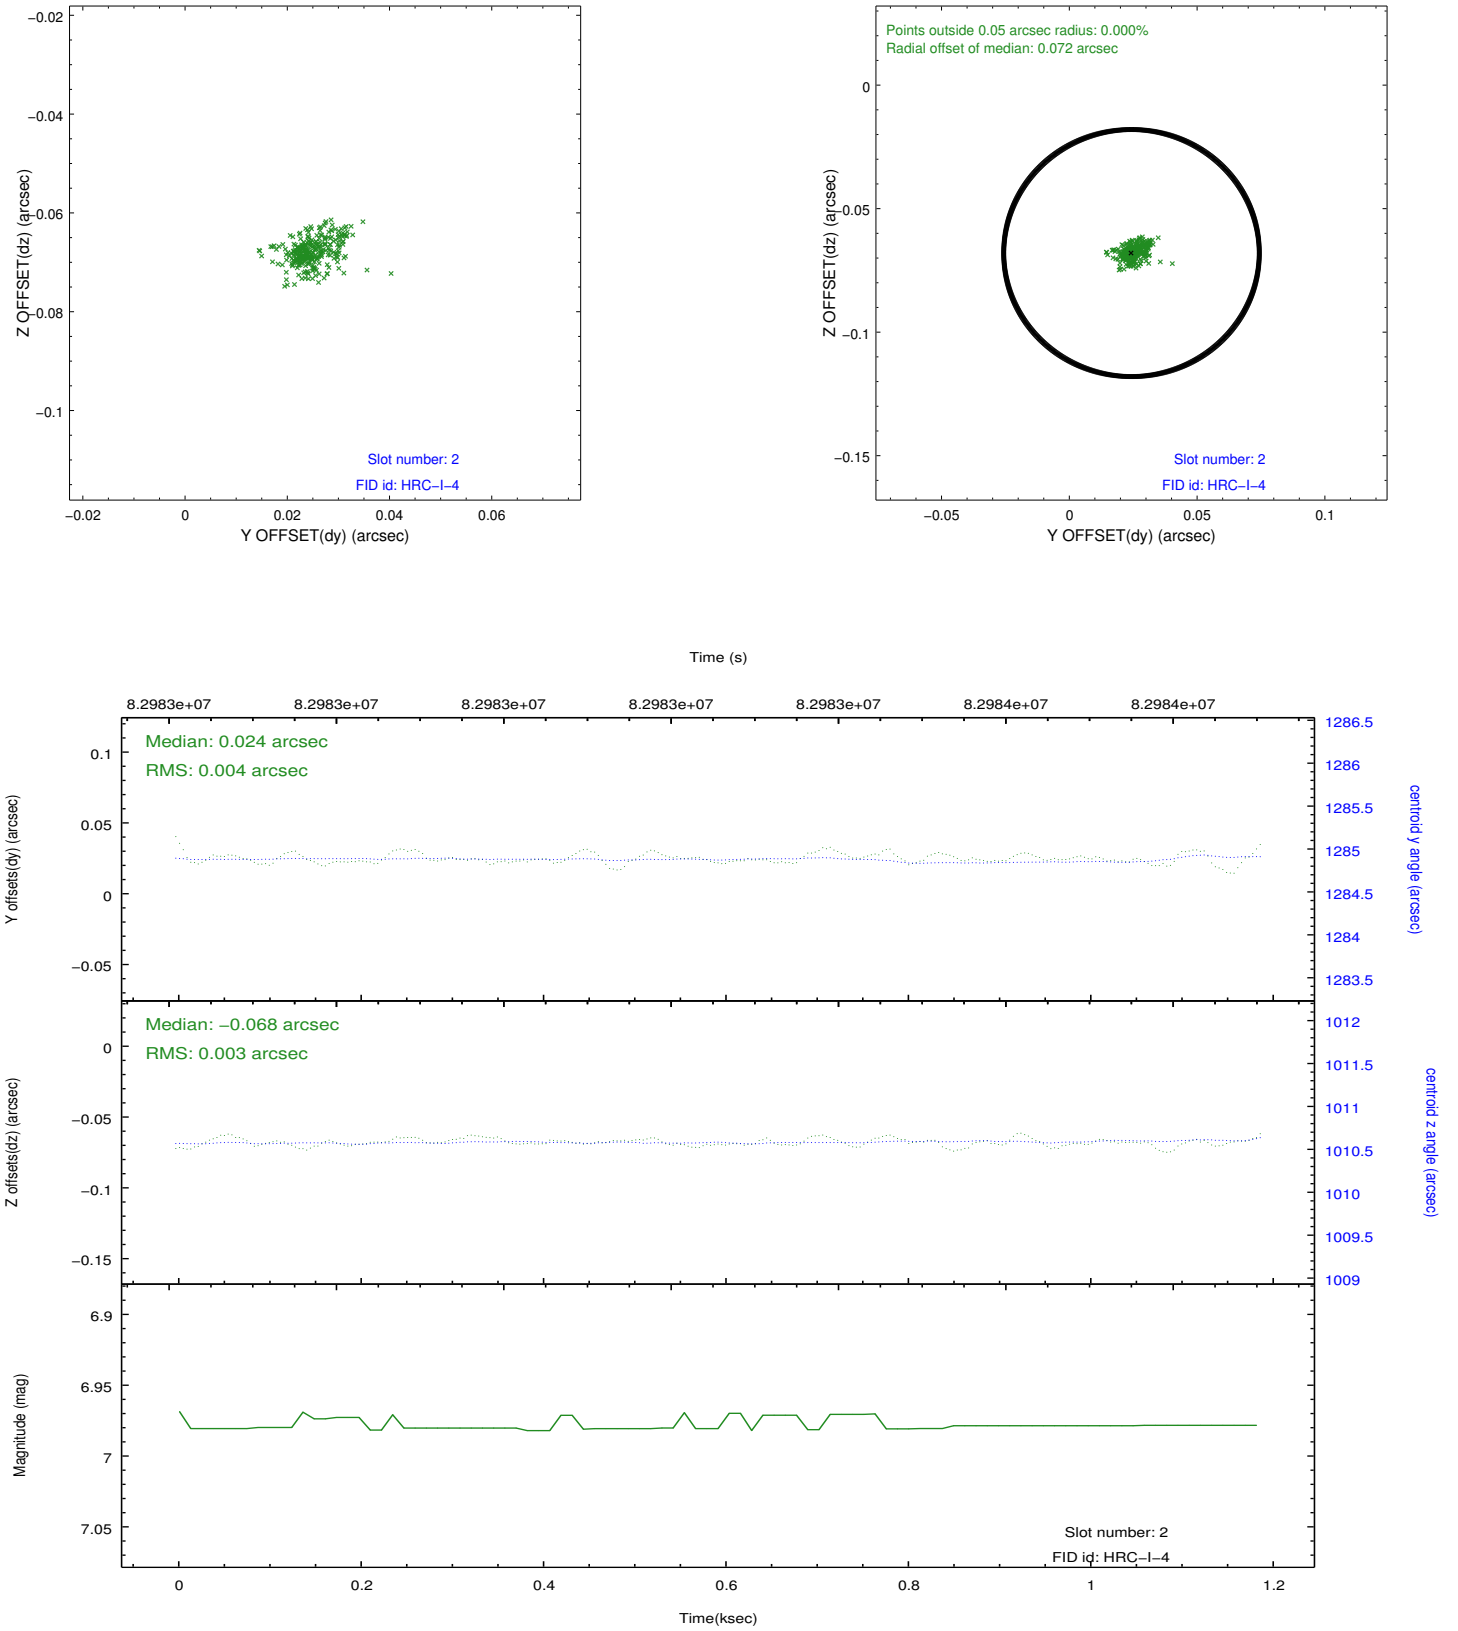 −0.02
−0.04
−0.06
−0.08
−0.1
Z OFFSET(dz) (arcsec)
Slot number: 2
FID id: HRC−I−4
−0.02 0 0.02 0.04 0.06
Y OFFSET(dy) (arcsec)
Points outside 0.05 arcsec radius: 0.000%
Radial offset of median: 0.072 arcsec
0
−0.05
−0.1
−0.15
Z OFFSET(dz) (arcsec)
Slot number: 2
FID id: HRC−I−4
−0.05 0 0.05 0.1
Y OFFSET(dy) (arcsec)
Time (s)
8.2983e+07 8.2983e+07 8.2983e+07 8.2983e+07 8.2983e+07 8.2984e+07 8.2984e+07
Median: 0.024 arcsec
RMS: 0.004 arcsec
0.1
0.05
0
−0.05
Y offsets(dy) (arcsec)
1286.5
1286
1285.5
1285
1284.5
1284
1283.5
centroid y angle (arcsec)
Median: −0.068 arcsec
RMS: 0.003 arcsec
0
−0.05
−0.1
−0.15
Z offsets(dz) (arcsec)
1012
1011.5
1011
1010.5
1010
1009.5
1009
centroid z angle (arcsec)
6.9
6.95
7
7.05
Magnitude (mag)
Slot number: 2
FID id: HRC−I−4
0 0.2 0.4 0.6 0.8 1 1.2
Time(ksec)